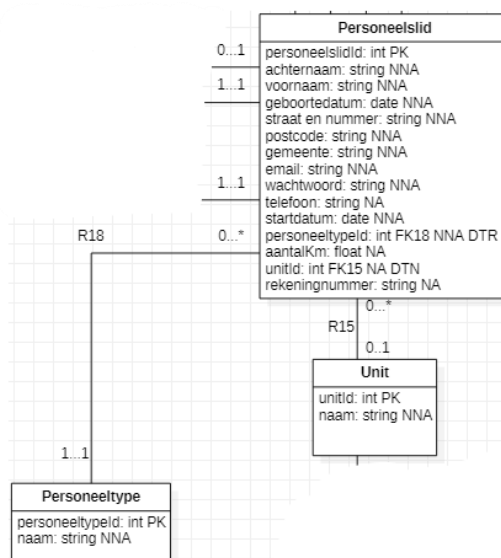 Personeelslid
personeelslidId: int PK
achternaam: string NNA
voornaam: string NNA
geboortedatum: date NNA
straat en nummer: string NNA
postcode: string NNA
gemeente: string NNA
email: string NNA
wachtwoord: string NNA
telefoon: string NA
startdatum: date NNA
personeeltypeId: int FK18 NNA DTR
aantalKm: float NA
unitId: int FK15 NA DTN
rekeningnummer: string NA
0...1
1...1
1...1
R18
0...*
0...*
R15
0..1
Unit
unitId: int PK
naam: string NNA
1...1
Personeeltype
personeeltypeId: int PK
naam: string NNA